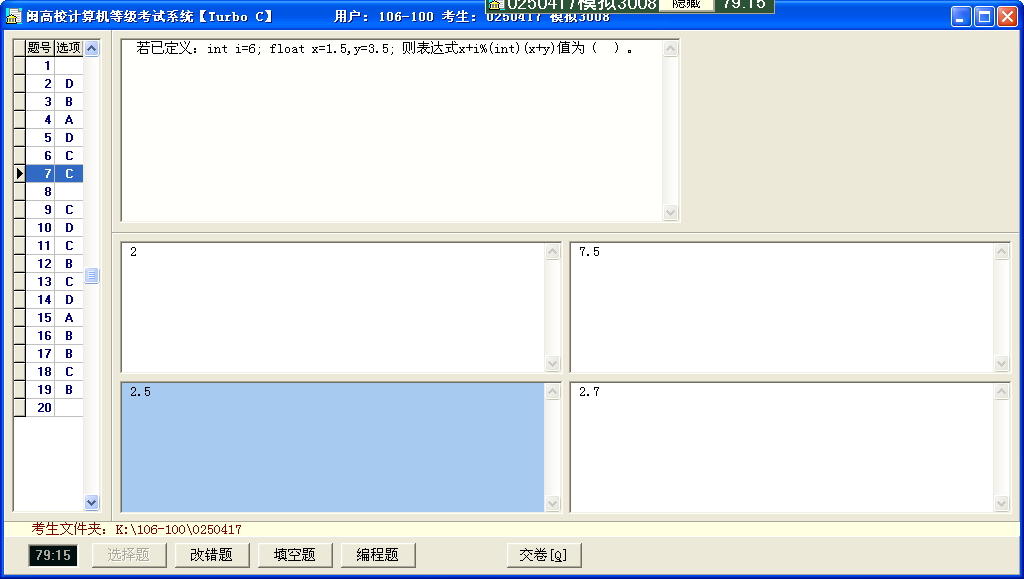 0250417模拟3008 隐藏 79:15
闽高校计算机等级考试系统【Turbo C】 用户: 106-100 考生: 0250417 模拟3008
题号 选项
1
2 D
3 B
4 A
5 D
6 C
7 C
8
9 C
10 D
11 C
12 B
13 C
14 D
15 A
16 B
17 B
18 C
19 B
20
若已定义: int i=6; float x=1.5,y=3.5; 则表达式x+i%(int)(x+y)值为 ( ) 。
2
7.5
2.5
2.7
考生文件夹: K:\106-100\0250417
79:15 选择题 改错题 填空题 编程题 交卷[Q]